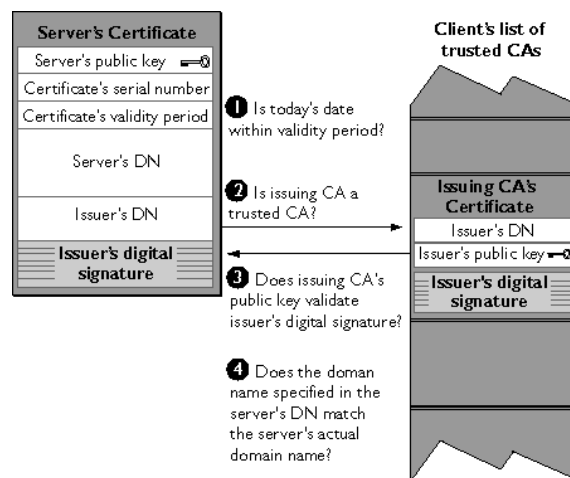 Server's Certificate
Server's public key
Certificate's serial number
Certificate's validity period
Server's DN
Issuer's DN
Issuer's digital
signature
1 Is today's date
within validity period?
2 Is issuing CA a
trusted CA?
3 Does issuing CA's
public key validate
issuer's digital signature?
4 Does the doman
name specified in the
server's DN match
the server's actual
domain name?
Client's list of
trusted CAs
Issuing CA's
Certificate
Issuer's DN
Issuer's public key
Issuer's digital
signature